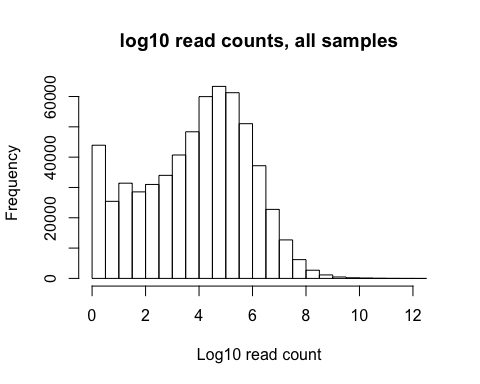 log10 read counts, all samples
Frequency
60000
40000
20000
0
0 2 4 6 8 10 12
Log10 read count